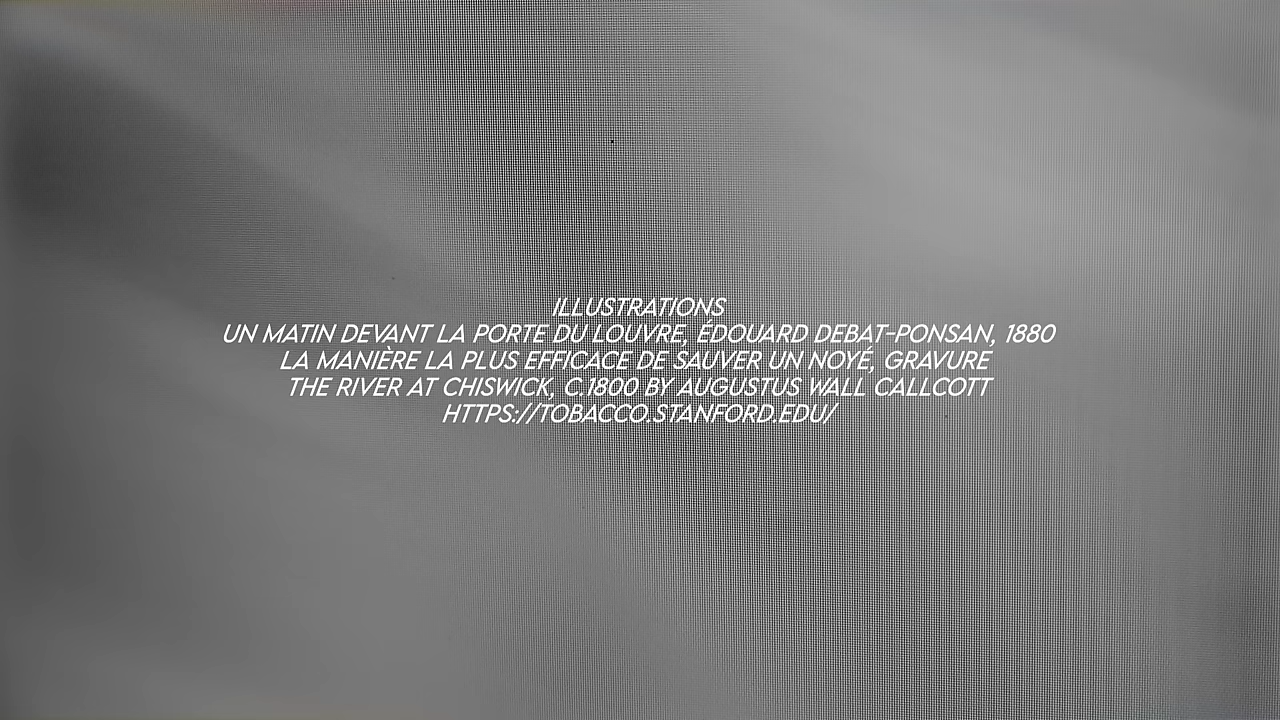 ILLUSTRATIONS
UN MATIN DEVANT LA PORTE DU LOUVRE, ÉDOUARD DEBAT-PONSAN, 1880
LA MANIÈRE LA PLUS EFFICACE DE SAUVER UN NOYÉ, GRAVURE
THE RIVER AT CHISWICK, C.1800 BY AUGUSTUS WALL CALLCOTT
HTTPS://TOBACCO.STANFORD.EDU/